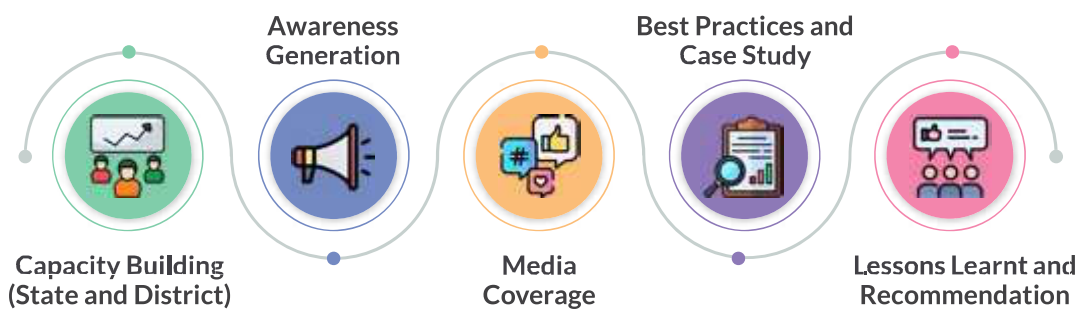 Capacity Building
(State and District)
Awareness
Generation
#
Media
Coverage
Best Practices and
Case Study
Lessons Learnt and
Recommendation